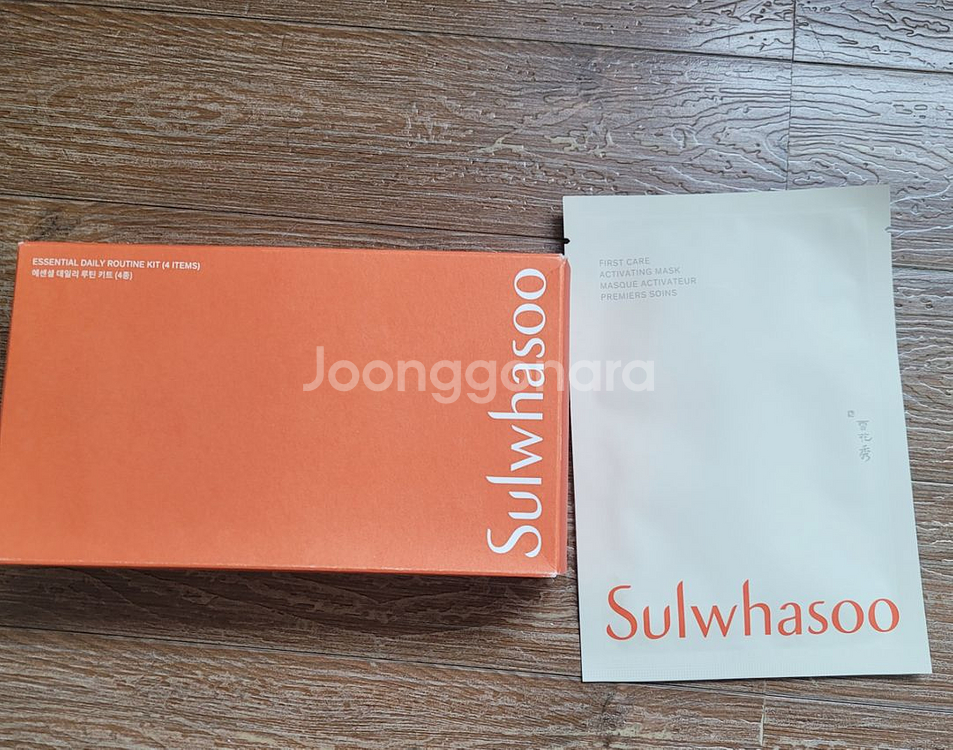 ESSENTIAL DAILY ROUTINE KIT (4 ITEMS)
에센셜 데일리 루틴 키트 (4종)
Sulwhasoo
Joonggonara
FIRST CARE
ACTIVATING MASK
MASQUE ACTIVATEUR
PREMIERS SOINS
雪花秀
Sulwhasoo